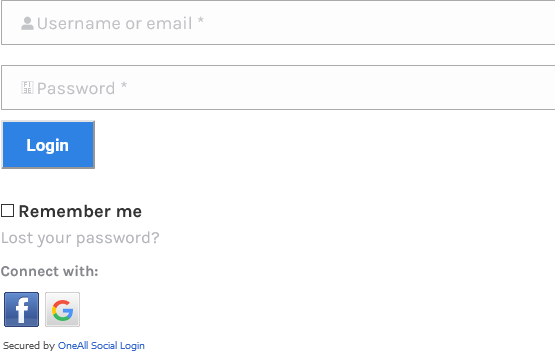 Username or email *
Password *
Login
Remember me
Lost your password?
Connect with:
Secured by OneAll Social Login